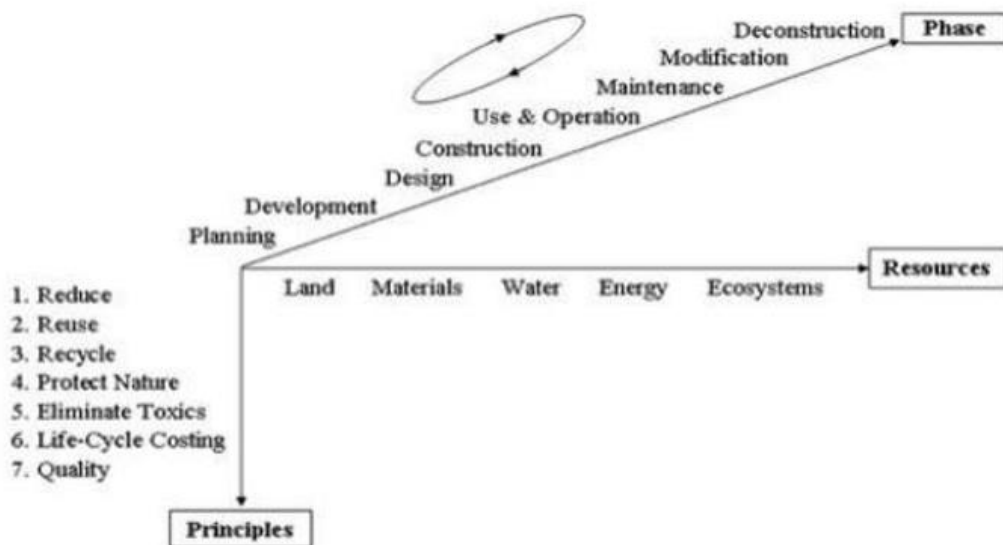 Deconstruction
Phase
Modification
Maintenance
Use & Operation
Construction
Design
Development
Planning
Resources
Land Materials Water Energy Ecosystems
1. Reduce
2. Reuse
3. Recycle
4. Protect Nature
5. Eliminate Toxics
6. Life-Cycle Costing
7. Quality
Principles